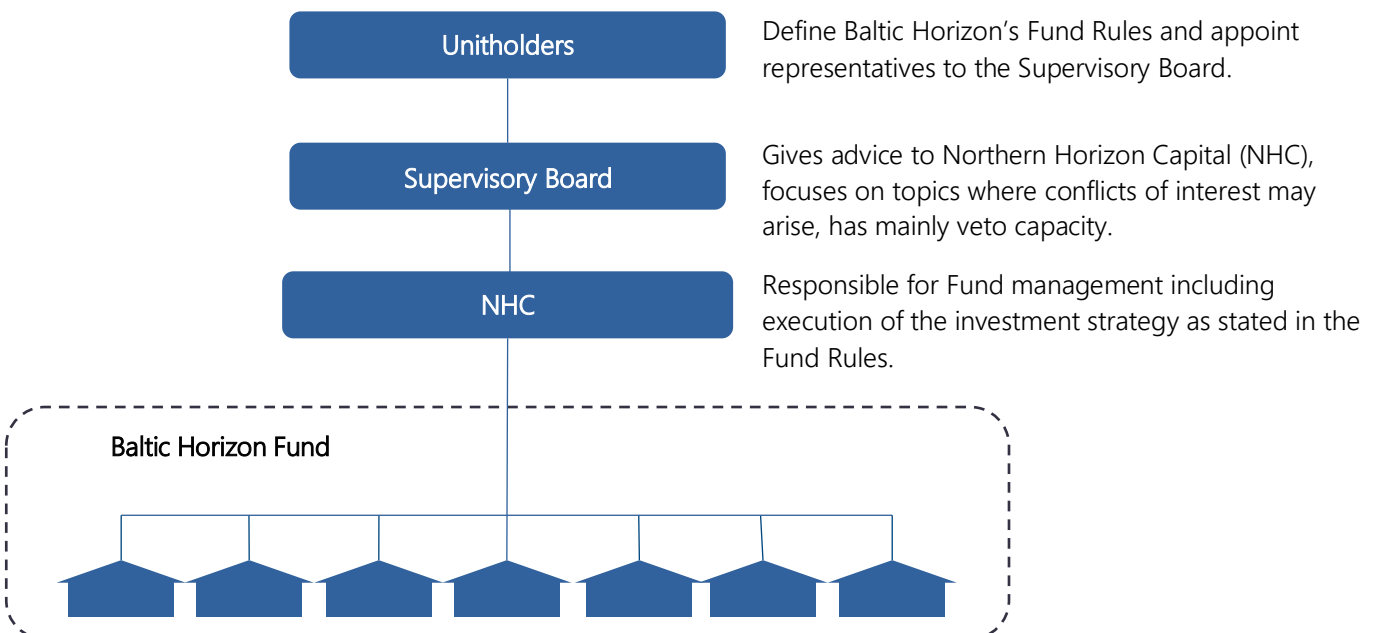 Unitholders
Define Baltic Horizon’s Fund Rules and appoint
representatives to the Supervisory Board.
Supervisory Board
Gives advice to Northern Horizon Capital (NHC),
focuses on topics where conflicts of interest may
arise, has mainly veto capacity.
NHC
Responsible for Fund management including
execution of the investment strategy as stated in the
Fund Rules.
Baltic Horizon Fund